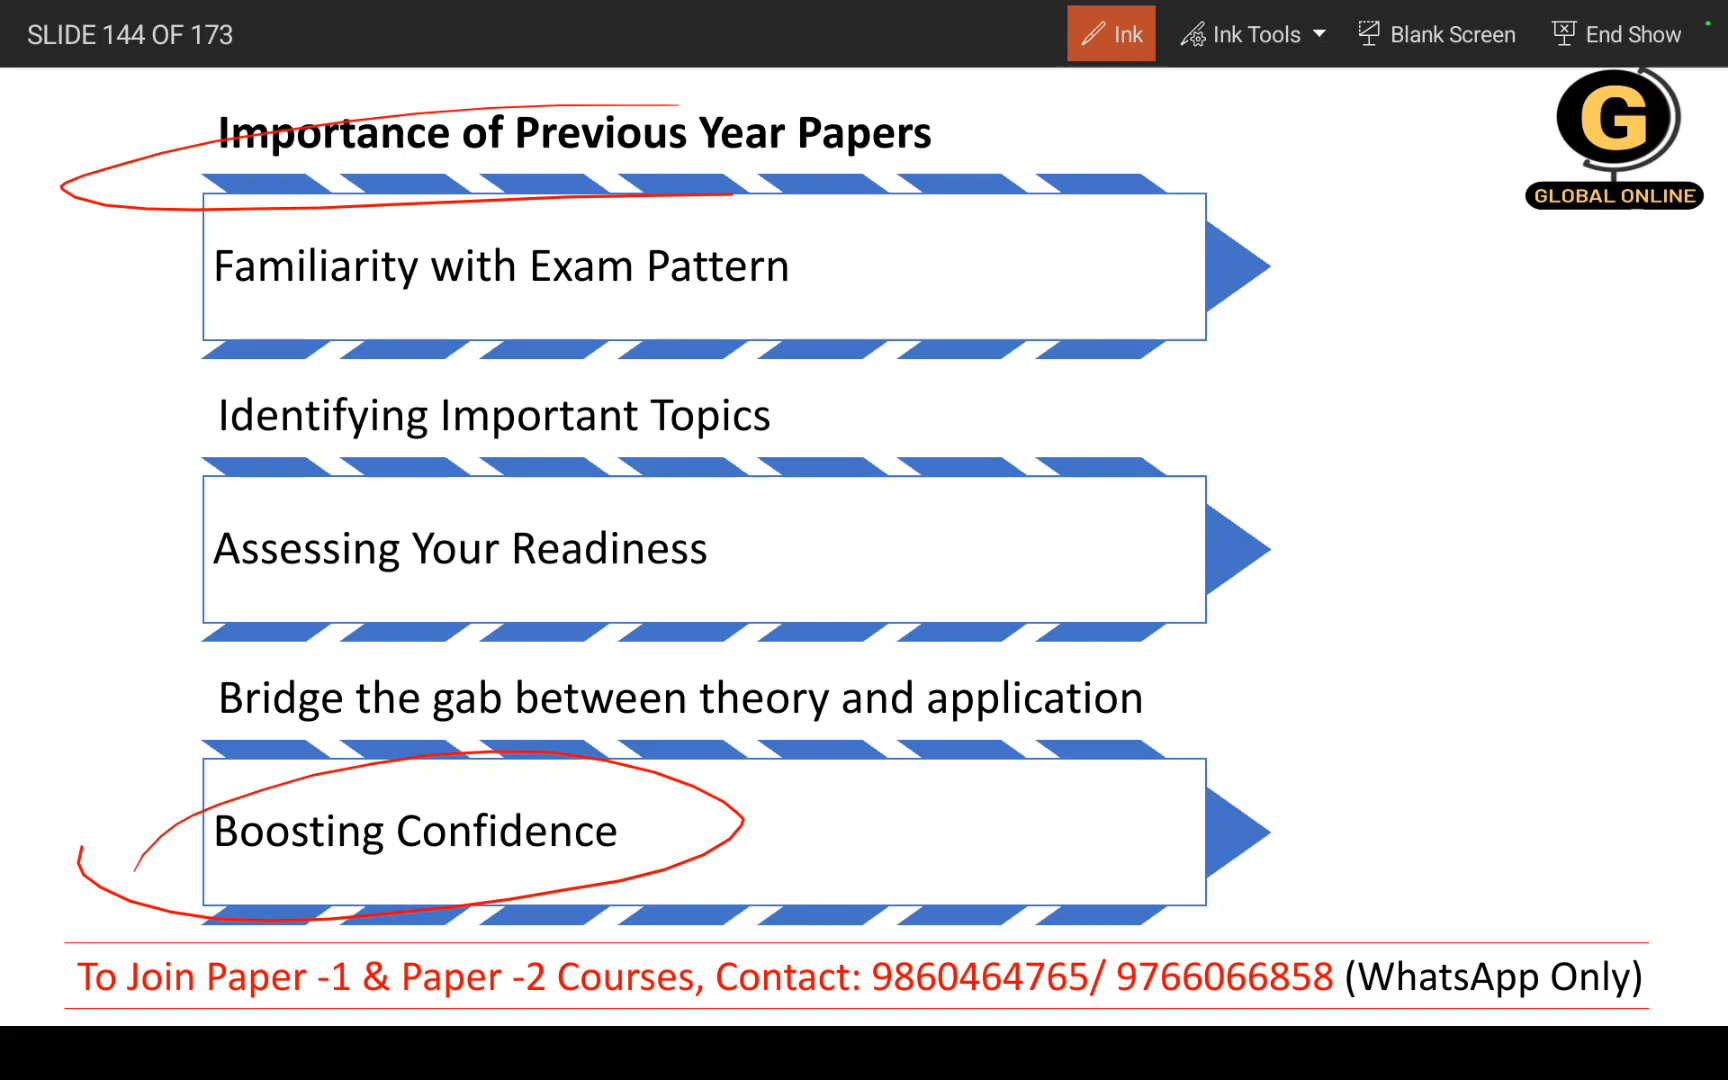 SLIDE 144 OF 173
Ink
Ink Tools
Blank Screen
End Show
G
GLOBAL ONLINE
Importance of Previous Year Papers
Familiarity with Exam Pattern
Identifying Important Topics
Assessing Your Readiness
Bridge the gab between theory and application
Boosting Confidence
To Join Paper -1 & Paper -2 Courses, Contact: 9860464765/ 9766066858 (WhatsApp Only)